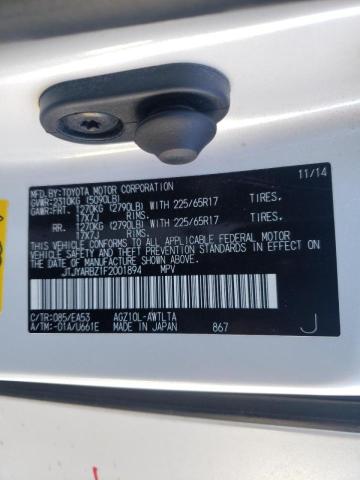 MFD.BY:TOYOTA MOTOR CORPORATION 11/14
GVWR:2310KG (5090LB)
GAWR:FRT. 1270KG (2790LB) WITH 225/65R17 TIRES,
17X7J RIMS.
RR. 1270KG (2790LB) WITH 225/65R17 TIRES,
17X7J RIMS.
THIS VEHICLE CONFORMS TO ALL APPLICABLE FEDERAL MOTOR
VEHICLE SAFETY STANDARDS IN EFFECT ON THE
DATE OF MANUFACTURE SHOWN ABOVE.
JTJYARBZ1F2001894 MPV
C/TR:085/EA53 AGZ10L-AWTLTA
A/TM:-01A/U661E MADE IN JAPAN 867 J